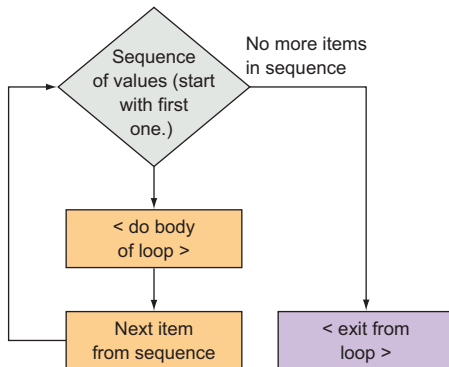 Sequence
of values (start
with first
one.)
No more items
in sequence
< do body
of loop >
Next item
from sequence
< exit from
loop >